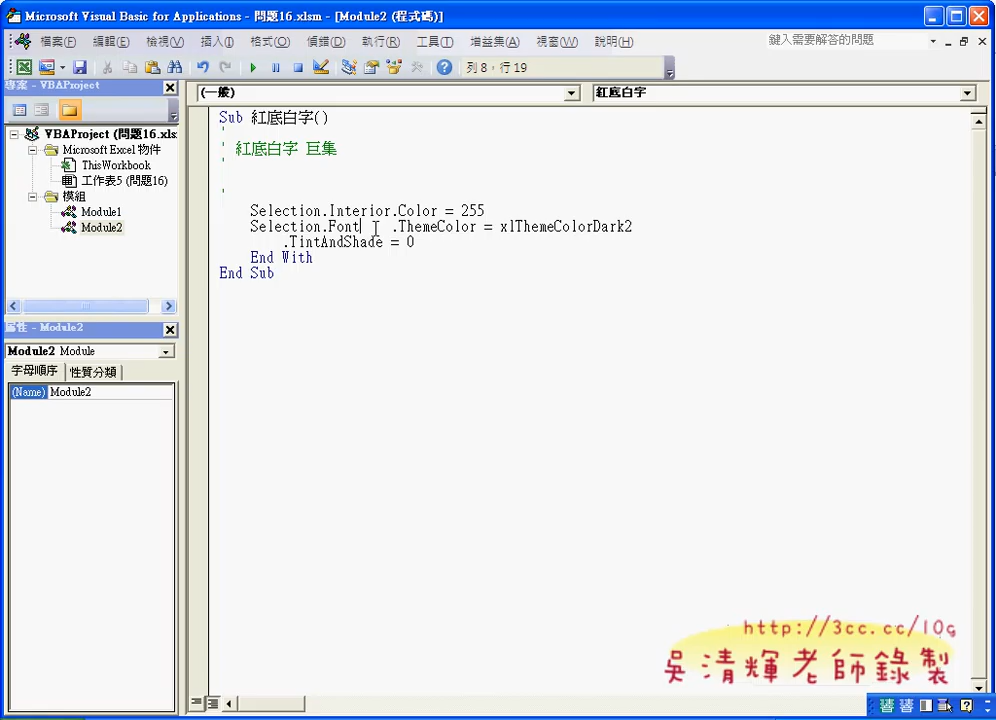 Microsoft Visual Basic for Applications - 問題16.xlsm - [Module2 (程式碼)]
檔案(F) 編輯(E) 檢視(V) 插入(I) 格式(O) 偵錯(D) 執行(R) 工具(T) 增益集(A) 視窗(W) 說明(H) 鍵入需要解答的問題
列 8，行 19
專案 - VBAProject
(一般) 紅底白字
VBAProject (問題16.xlsm
Microsoft Excel 物件
ThisWorkbook
工作表5 (問題16)
模組
Module1
Module2
屬性 - Module2
Module2 Module
字母順序 性質分類
(Name) Module2
Sub 紅底白字()
'
' 紅底白字 巨集
'
'
Selection.Interior.Color = 255
Selection.Font .ThemeColor = xlThemeColorDark2
.TintAndShade = 0
End With
End Sub
http://3cc.cc/10g
吳清輝老師錄製